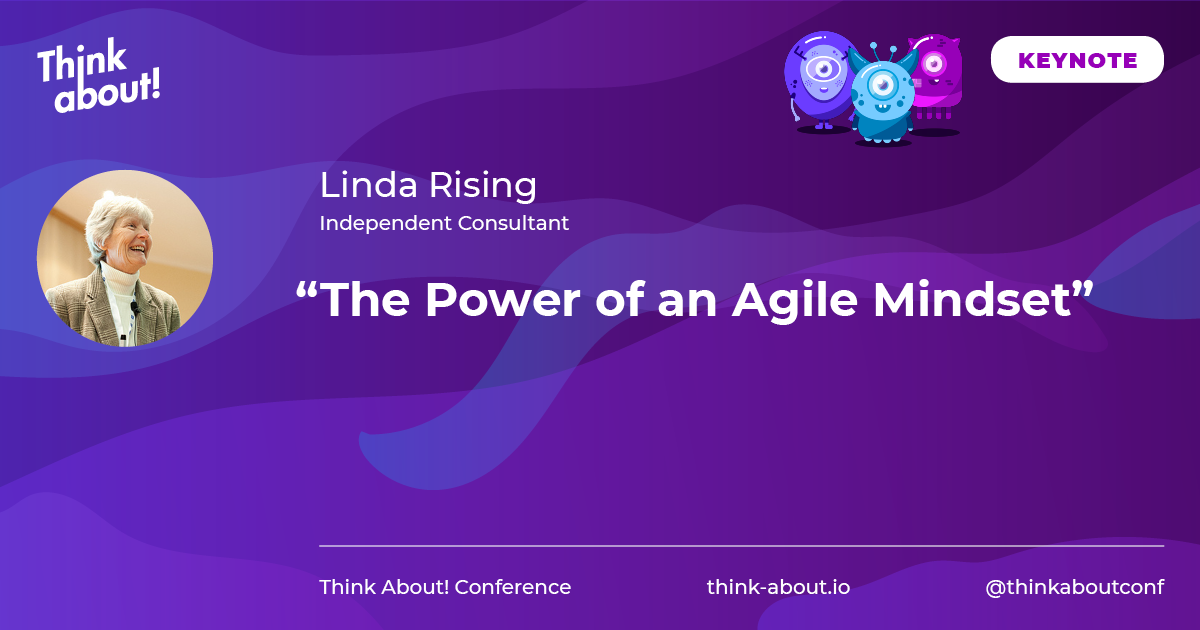 Think
about!
KEYNOTE
Linda Rising
Independent Consultant
“The Power of an Agile Mindset”
Think About! Conference
think-about.io
@thinkaboutconf